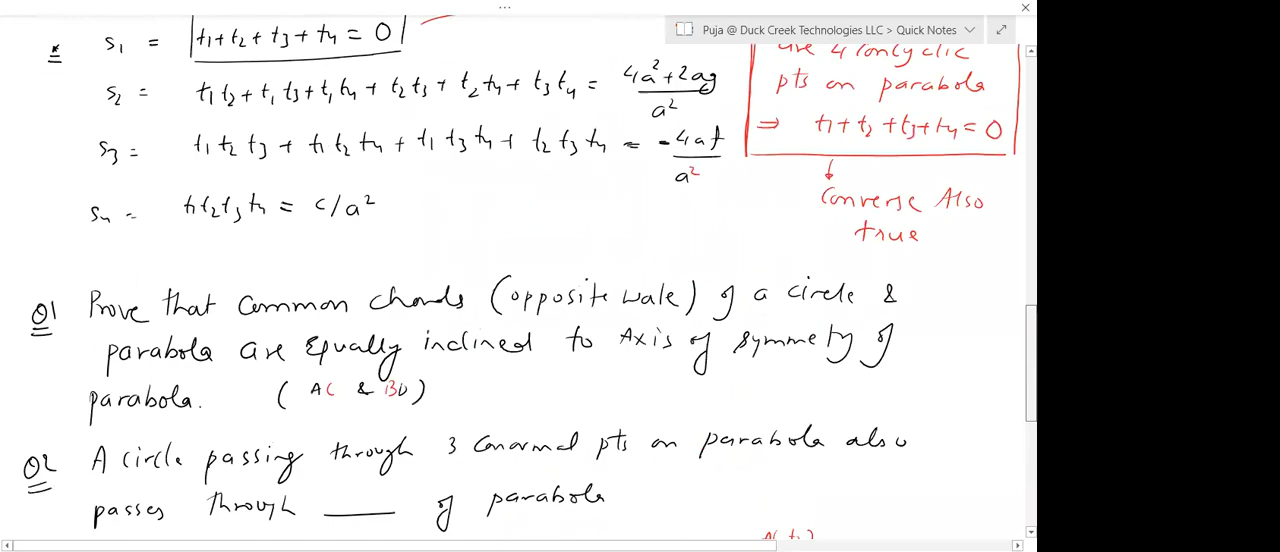 Puja @ Duck Creek Technologies LLC > Quick Notes
S1 = t1 + t2 + t3 + t4 = 0
S2 = t1t2 + t1t3 + t1t4 + t2t3 + t2t4 + t3t4 = 4a² + 2ag / a²
S3 = t1t2t3 + t1t2t4 + t1t3t4 + t2t3t4 = -4af / a²
S4 = t1t2t3t4 = c/a²
are 4 concyclic
pts on parabola
⇒ t1 + t2 + t3 + t4 = 0
Converse Also
true
Q1 Prove that common chords (opposite wale) of a circle &
parabola are Equally inclined to Axis of symmetry of
parabola. (AC & BD)
Q2 A circle passing through 3 conormal pts on parabola also
passes through ____ of parabola
A(t1)